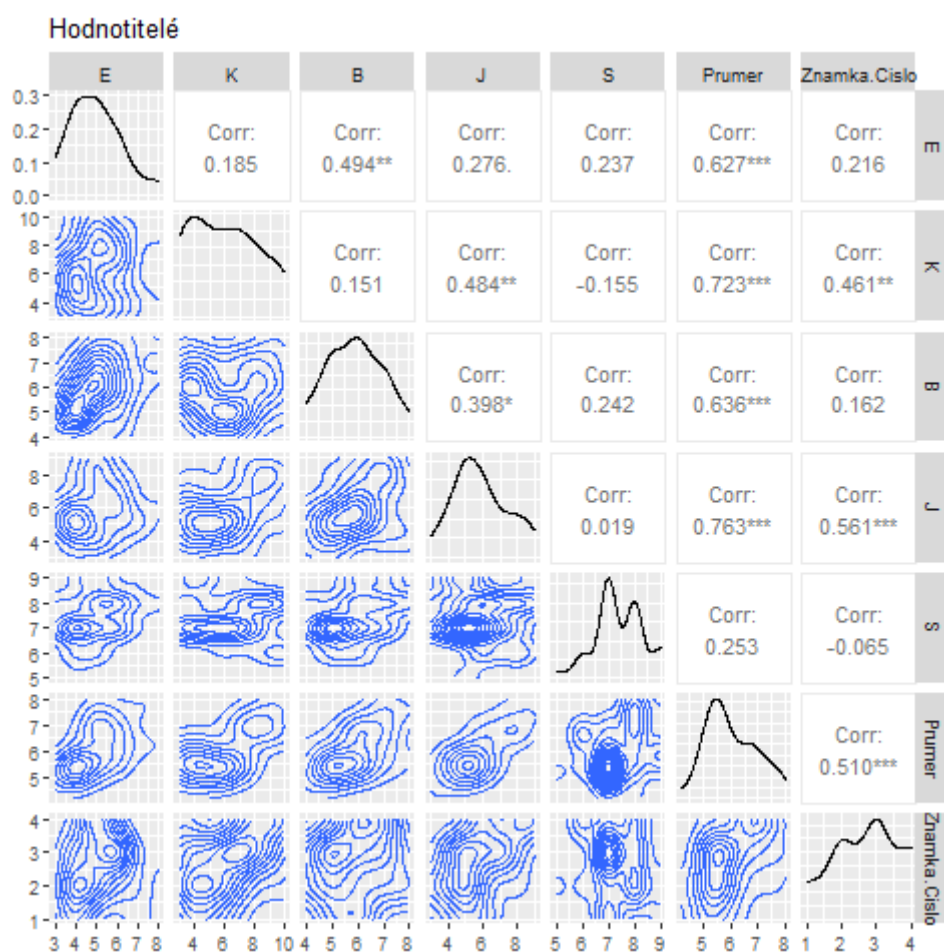 Hodnotitelé
E K B J S Prumer Znamka.Cislo
0.3
0.2
0.1
0.0
Corr: Corr: Corr: Corr: Corr: Corr:
0.185 0.494** 0.276. 0.237 0.627*** 0.216
E
10
8
6
4
Corr: Corr: Corr: Corr: Corr:
0.151 0.484** -0.155 0.723*** 0.461**
K
8
7
6
5
4
Corr: Corr: Corr: Corr:
0.398* 0.242 0.636*** 0.162
B
8
6
4
Corr: Corr: Corr:
0.019 0.763*** 0.561***
J
9
8
7
6
5
Corr: Corr:
0.253 -0.065
S
8
7
6
5
Corr:
0.510***
Prumer
4
3
2
1
Znamka.Cislo
3 4 5 6 7 8 4 6 8 10 4 5 6 7 8 4 6 8 5 6 7 8 9 5 6 7 8 1 2 3 4